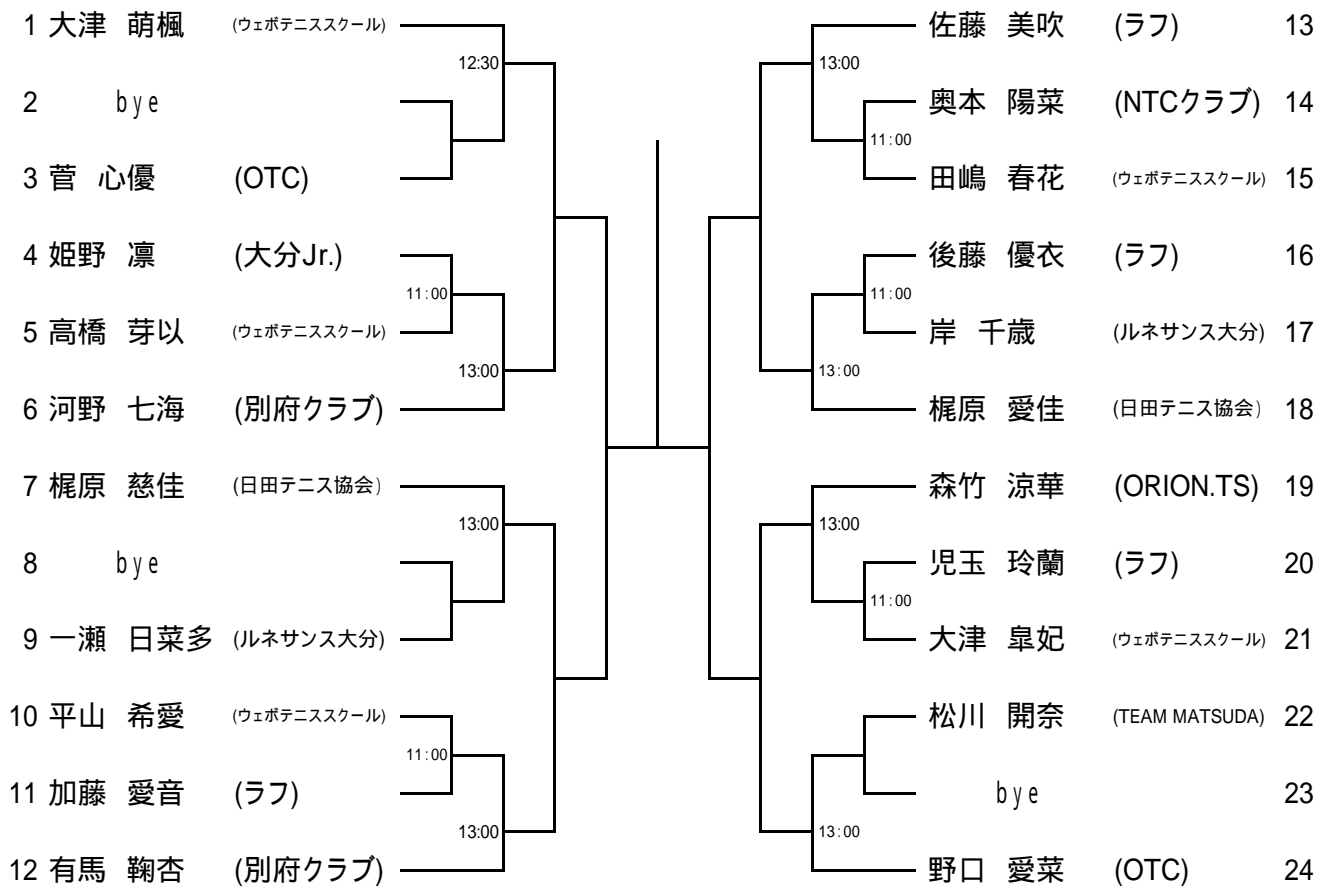 1 大津 萌楓 (ウェボテニススクール)
12:30
2 bye
3 菅 心優 (OTC)
4 姫野 凛 (大分Jr.)
11:00
5 高橋 芽以 (ウェボテニススクール)
13:00
6 河野 七海 (別府クラブ)
7 梶原 慈佳 (日田テニス協会)
13:00
8 bye
9 一瀬 日菜多 (ルネサンス大分)
10 平山 希愛 (ウェボテニススクール)
11:00
11 加藤 愛音 (ラフ)
13:00
12 有馬 鞠杏 (別府クラブ)
佐藤 美吹 (ラフ) 13
13:00
奥本 陽菜 (NTCクラブ) 14
11:00
田嶋 春花 (ウェボテニススクール) 15
後藤 優衣 (ラフ) 16
11:00
岸 千歳 (ルネサンス大分) 17
13:00
梶原 愛佳 (日田テニス協会) 18
森竹 涼華 (ORION.TS) 19
13:00
児玉 玲蘭 (ラフ) 20
11:00
大津 皐妃 (ウェボテニススクール) 21
松川 開奈 (TEAM MATSUDA) 22
bye 23
13:00
野口 愛菜 (OTC) 24